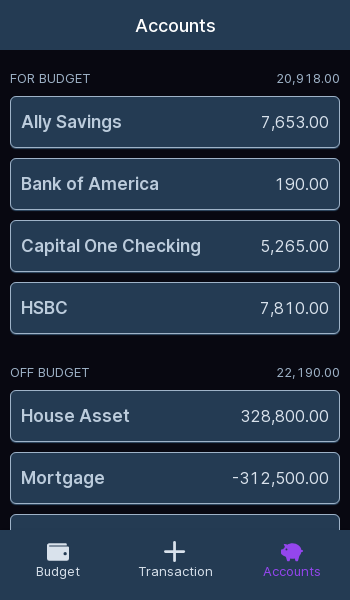 Accounts
FOR BUDGET 20,918.00
Ally Savings 7,653.00
Bank of America 190.00
Capital One Checking 5,265.00
HSBC 7,810.00
OFF BUDGET 22,190.00
House Asset 328,800.00
Mortgage -312,500.00
Budget Transaction Accounts